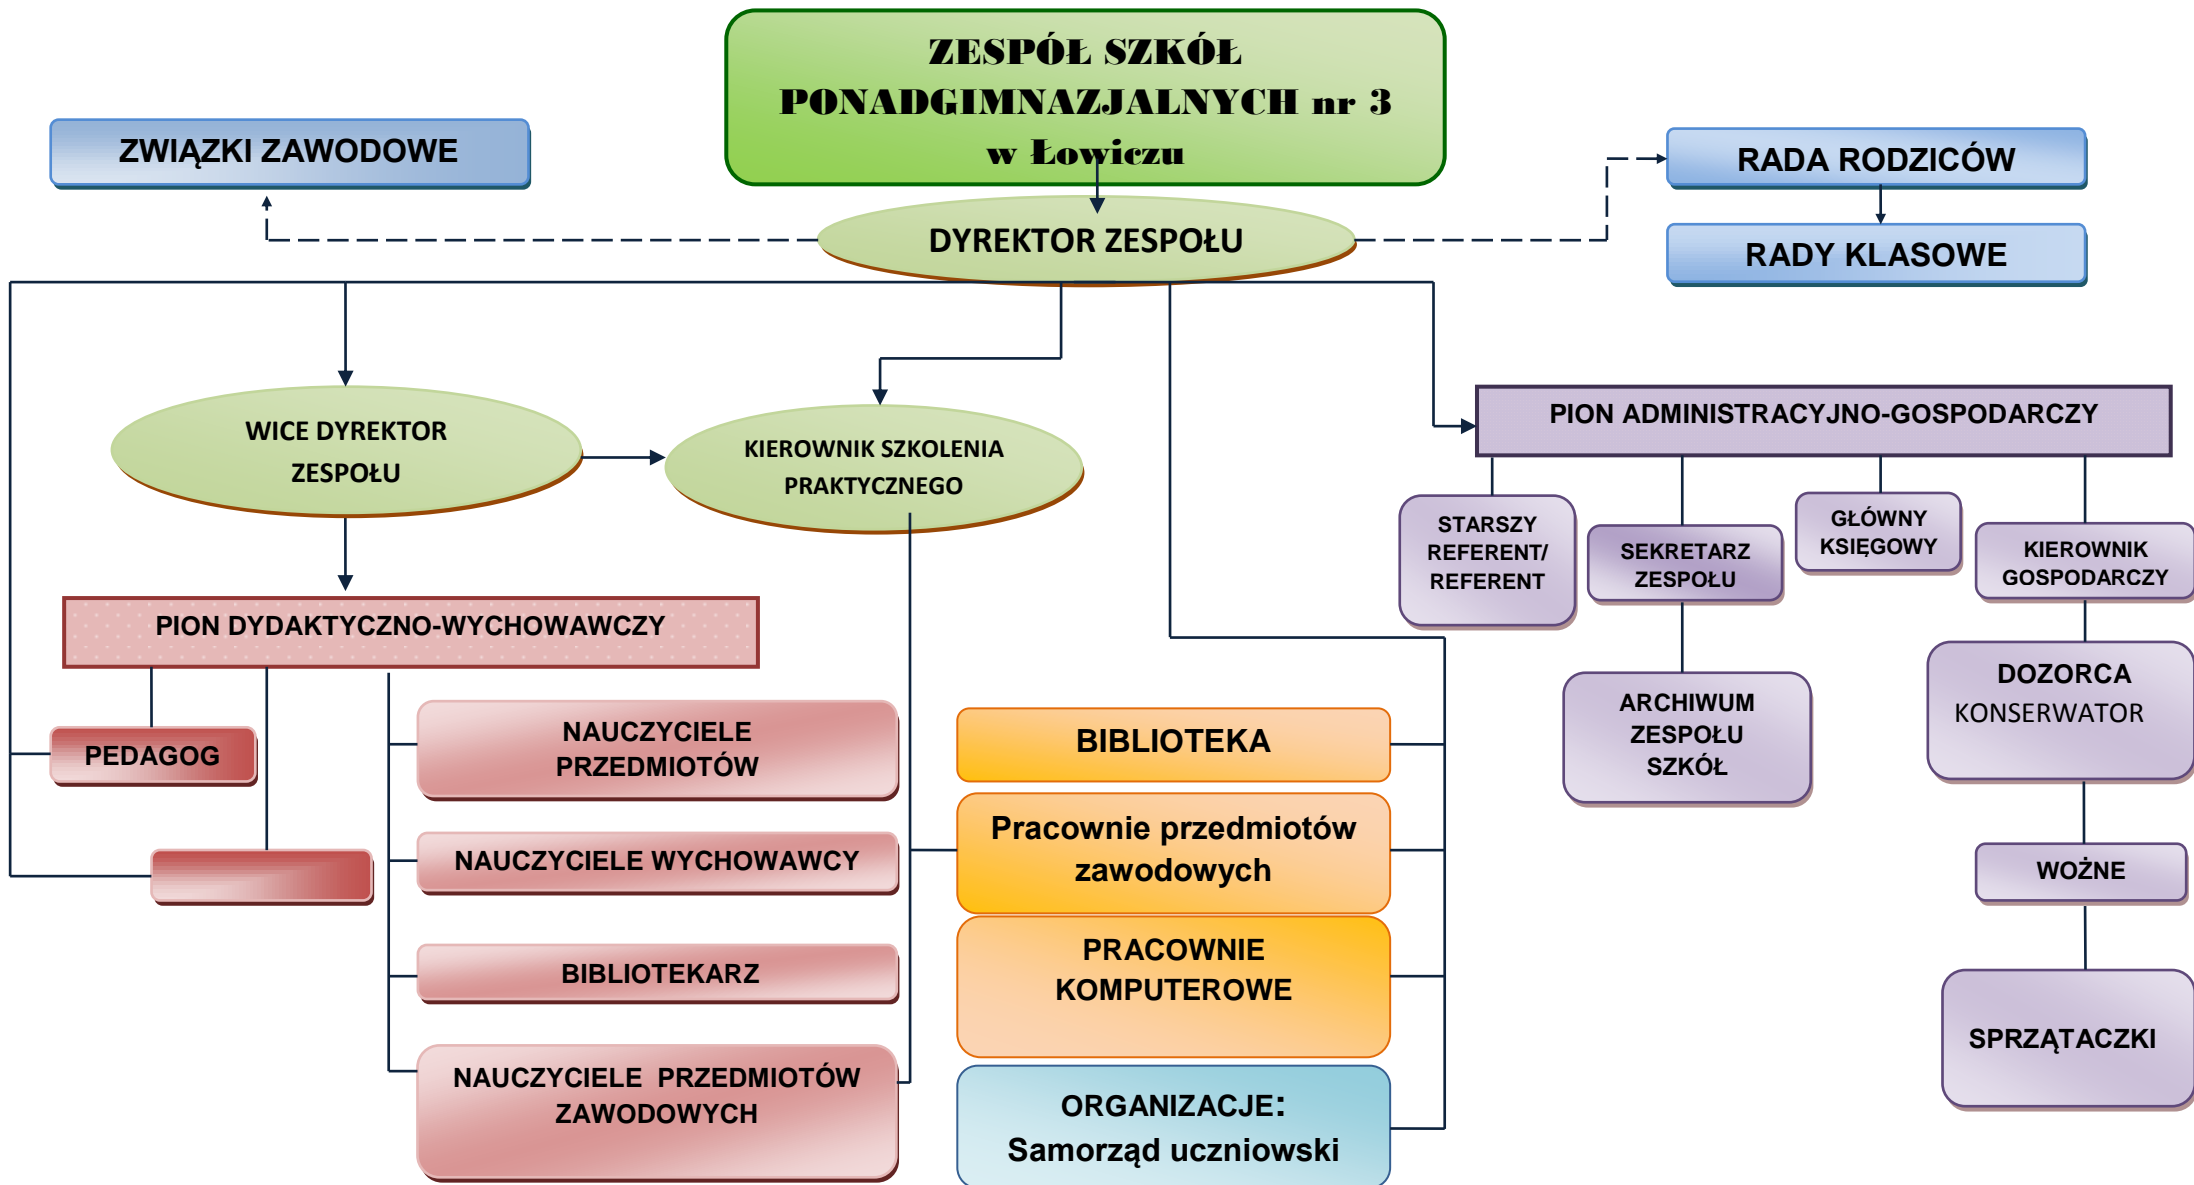 ZESPÓŁ SZKÓŁ
PONADGIMNAZJALNYCH nr 3
w Łowiczu
ZWIĄZKI ZAWODOWE
RADA RODZICÓW
DYREKTOR ZESPOŁU
RADY KLASOWE
WICE DYREKTOR
ZESPOŁU
KIEROWNIK SZKOLENIA
PRAKTYCZNEGO
PION ADMINISTRACYJNO-GOSPODARCZY
STARSZY
REFERENT/
REFERENT
SEKRETARZ
ZESPOŁU
GŁÓWNY
KSIĘGOWY
KIEROWNIK
GOSPODARCZY
PION DYDAKTYCZNO-WYCHOWAWCZY
PEDAGOG
NAUCZYCIELE
PRZEDMIOTÓW
NAUCZYCIELE WYCHOWAWCY
BIBLIOTEKARZ
NAUCZYCIELE PRZEDMIOTÓW
ZAWODOWYCH
BIBLIOTEKA
Pracownie przedmiotów
zawodowych
PRACOWNIE
KOMPUTEROWE
ORGANIZACJE:
Samorząd uczniowski
ARCHIWUM
ZESPOŁU
SZKÓŁ
DOZORCA
KONSERWATOR
WOŹNE
SPRZĄTACZKI